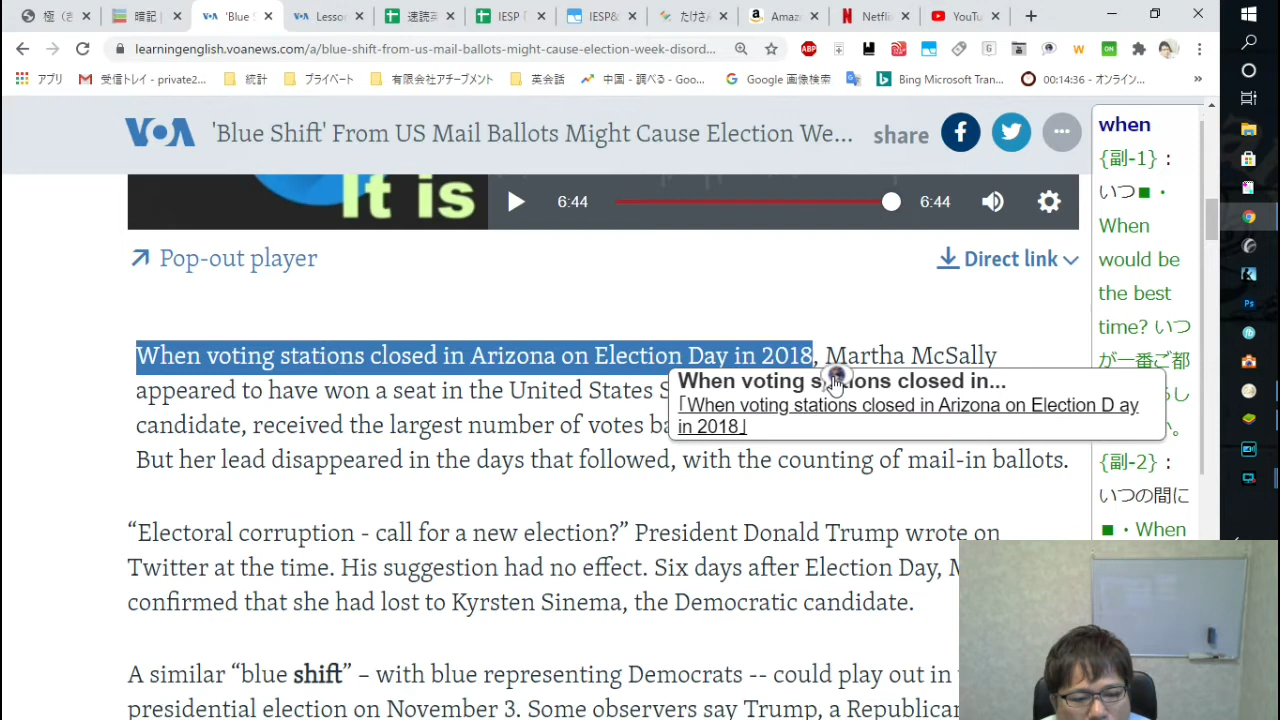 極 (き
暗記 |
'Blue S
Lesson
速読 三
IESP [
IESP&
たけさん
Amaz
Netfli
YouTu
learningenglish.voanews.com/a/blue-shift-from-us-mail-ballots-might-cause-election-week-disord...
アプリ
受信トレイ - private2...
統計
プライベート
有限会社アチーブメント
英会話
中国 - 調べる - Goo...
Google 画像検索
Bing Microsoft Tran...
00:14:36 - オンライン...
»
VOA
'Blue Shift' From US Mail Ballots Might Cause Election We...
share
It is
6:44
6:44
Pop-out player
Direct link
When voting stations closed in Arizona on Election Day in 2018, Martha McSally
appeared to have won a seat in the United States S
candidate, received the largest number of votes ba
But her lead disappeared in the days that followed, with the counting of mail-in ballots.
When voting stations closed in...
「When voting stations closed in Arizona on Election D ay
in 2018」
“Electoral corruption - call for a new election?” President Donald Trump wrote on
Twitter at the time. His suggestion had no effect. Six days after Election Day, M
confirmed that she had lost to Kyrsten Sinema, the Democratic candidate.
A similar “blue shift” – with blue representing Democrats -- could play out in
presidential election on November 3. Some observers say Trump, a Republican
when
{副-1}：
いつ■・
When
would be
the best
time? いつ
が一番ご都
{副-2}：
いつの間に
■・When